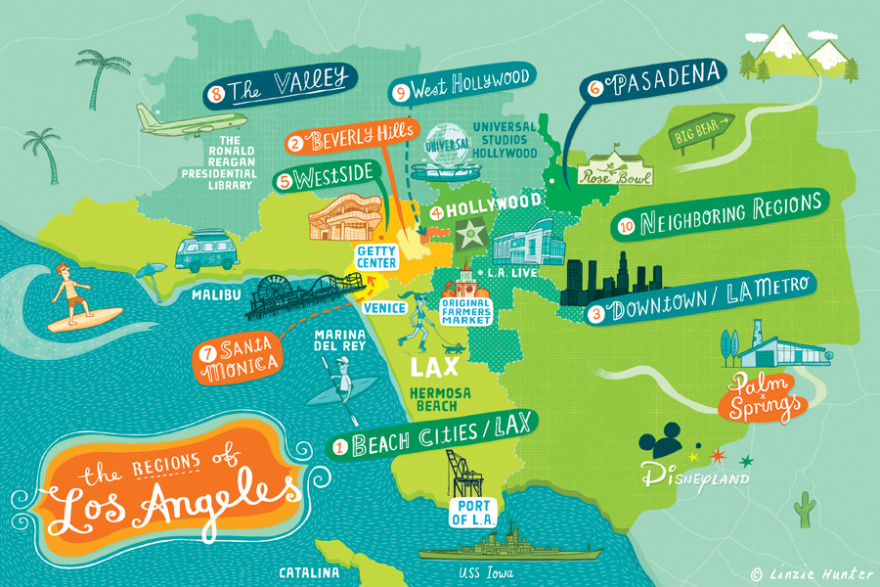 8 The VALLEY
9 West Hollywood
6 PASADENA
2 Beverly Hills
THE
RONALD
REAGAN
PRESIDENTIAL
LIBRARY
UNIVERSAL
UNIVERSAL
STUDIOS
HOLLYWOOD
BIG BEAR
5 WESTSIDE
Rose Bowl
4 HOLLYWOOD
10 NEIGHBORING REGIONS
GETTY
CENTER
L.A. LIVE
MALIBU
VENICE
ORIGINAL
FARMERS
MARKET
3 DOWNTOWN / LA METRO
7 SANTA
MONICA
MARINA
DEL REY
LAX
HERMOSA
BEACH
Palm
Springs
1 BEACH CITIES / LAX
DISNEYLAND
the REGIONS of
Los Angeles
PORT
OF L.A.
CATALINA
USS Iowa
© Linzie Hunter